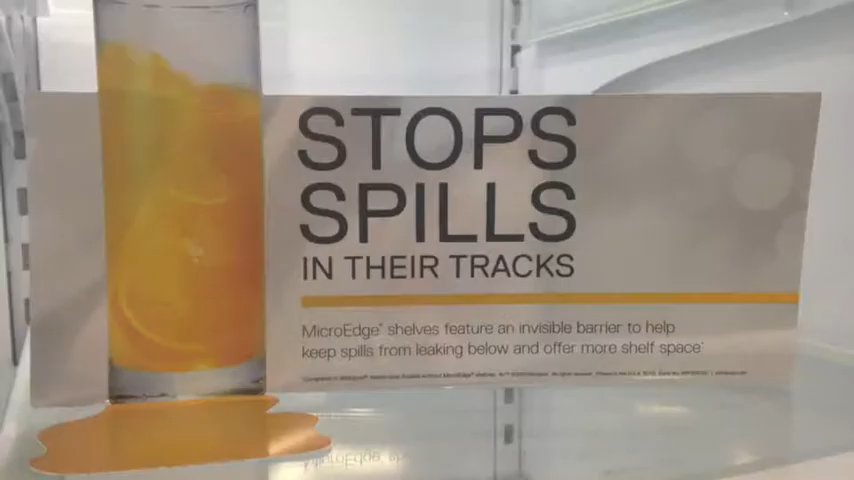 STOPS
SPILLS
IN THEIR TRACKS
MicroEdge® shelves feature an invisible barrier to help
keep spills from leaking below and offer more shelf space*